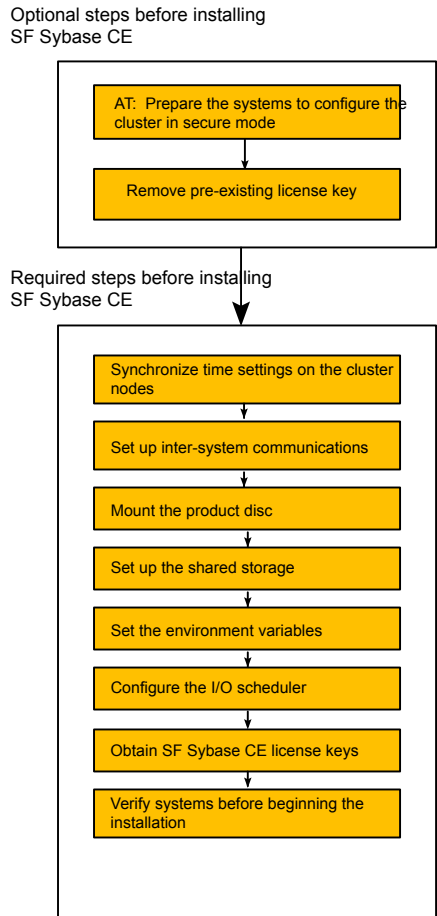 Optional steps before installing
SF Sybase CE
AT:  Prepare the systems to configure the
cluster in secure mode
Remove pre-existing license key
Required steps before installing
SF Sybase CE
Synchronize time settings on the cluster
nodes
Set up inter-system communications
Mount the product disc
Set up the shared storage
Set the environment variables
Configure the I/O scheduler
Obtain SF Sybase CE license keys
Verify systems before beginning the
installation